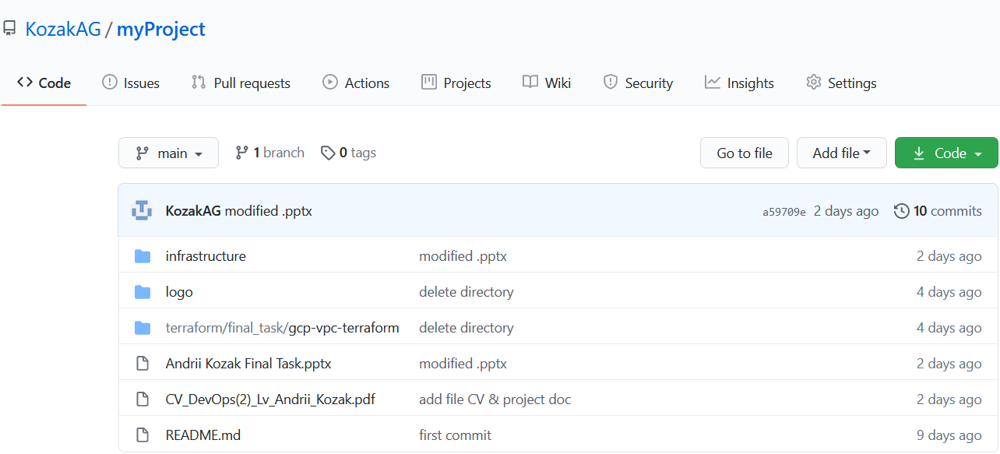 KozakAG / myProject
Code Issues Pull requests Actions Projects Wiki Security Insights Settings
main 1 branch 0 tags Go to file Add file Code
KozakAG modified .pptx a59709e 2 days ago 10 commits
infrastructure modified .pptx 2 days ago
logo delete directory 4 days ago
terraform/final_task/gcp-vpc-terraform delete directory 4 days ago
Andrii Kozak Final Task.pptx modified .pptx 2 days ago
CV_DevOps(2)_Lv_Andrii_Kozak.pdf add file CV & project doc 2 days ago
README.md first commit 9 days ago